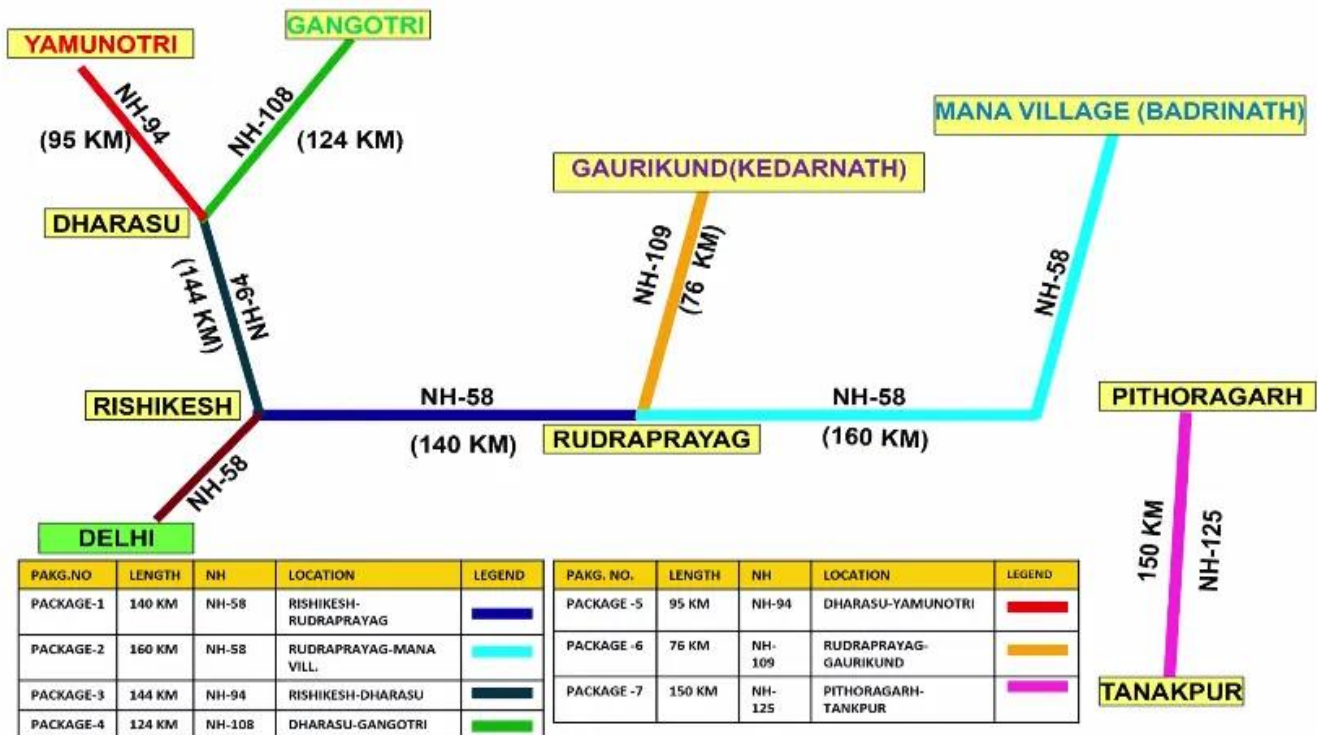 YAMUNOTRI
GANGOTRI
NH-94
(95 KM)
NH-108
(124 KM)
MANA VILLAGE (BADRINATH)
GAURIKUND(KEDARNATH)
DHARASU
NH-109
(76 KM)
NH-58
(144 KM)
NH-94
RISHIKESH
NH-58
(140 KM)
RUDRAPRAYAG
NH-58
(160 KM)
PITHORAGARH
NH-58
DELHI
150 KM
NH-125
TANAKPUR
PAKG.NO LENGTH NH LOCATION LEGEND
PACKAGE-1 140 KM NH-58 RISHIKESH-
RUDRAPRAYAG
PACKAGE-2 160 KM NH-58 RUDRAPRAYAG-MANA
VILL.
PACKAGE-3 144 KM NH-94 RISHIKESH-DHARASU
PACKAGE-4 124 KM NH-108 DHARASU-GANGOTRI
PAKG. NO. LENGTH NH LOCATION LEGEND
PACKAGE -5 95 KM NH-94 DHARASU-YAMUNOTRI
PACKAGE -6 76 KM NH-
109 RUDRAPRAYAG-
GAURIKUND
PACKAGE -7 150 KM NH-
125 PITHORAGARH-
TANKPUR